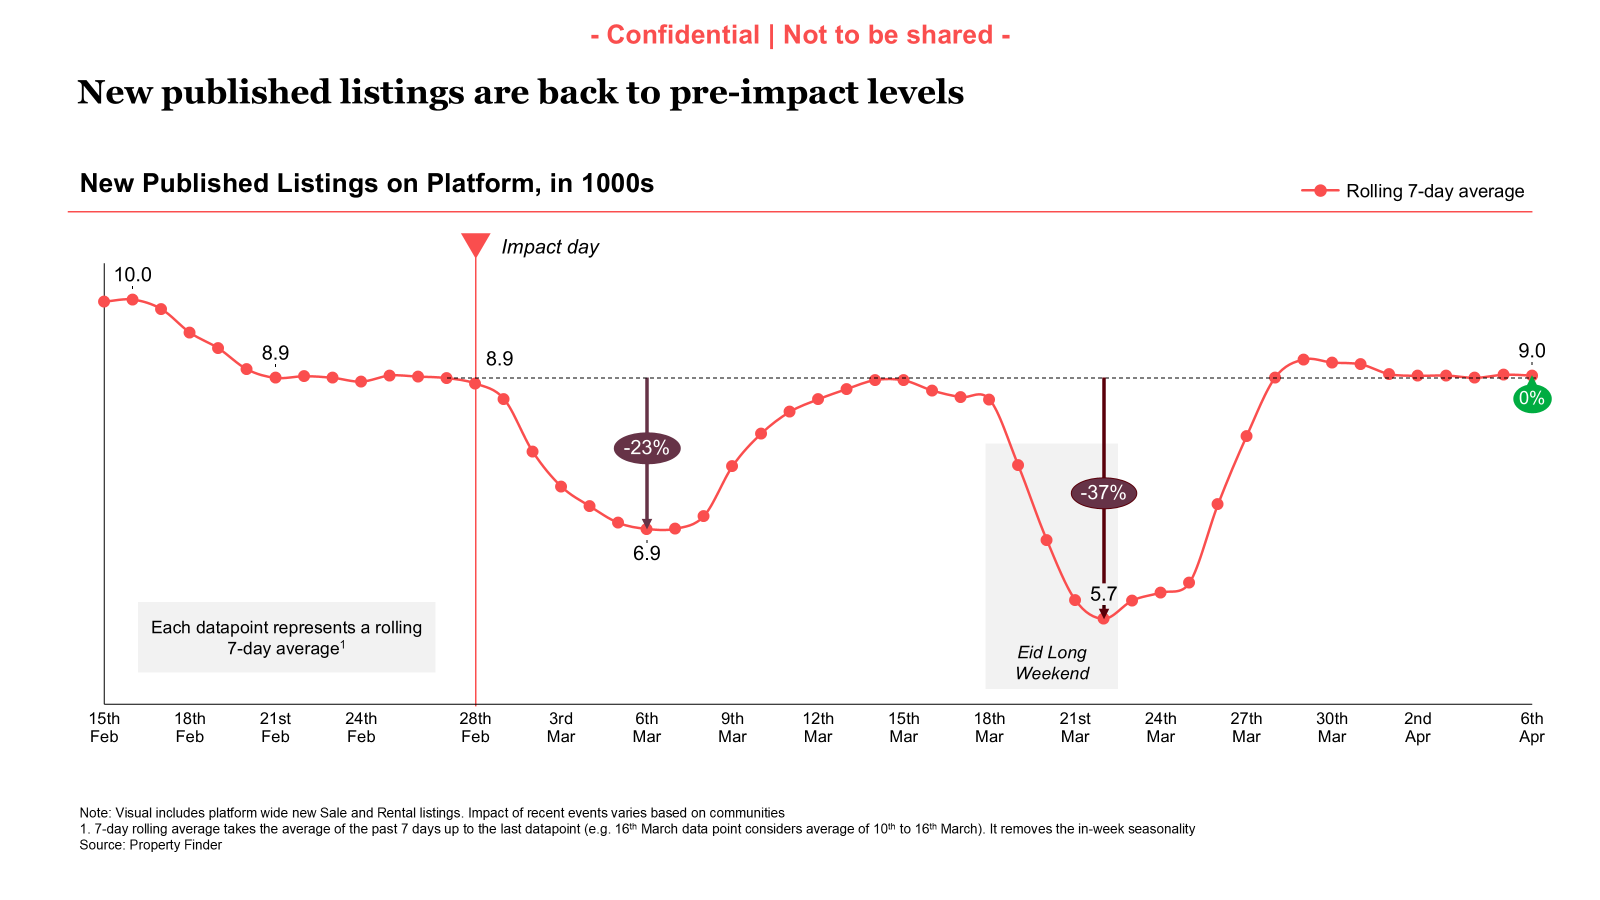 - Confidential | Not to be shared -
New published listings are back to pre-impact levels
New Published Listings on Platform, in 1000s
Rolling 7-day average
Impact day
10.0
8.9
8.9
9.0
0%
-23%
-37%
6.9
5.7
Each datapoint represents a rolling
7-day average¹
Eid Long
Weekend
15th
Feb
18th
Feb
21st
Feb
24th
Feb
28th
Feb
3rd
Mar
6th
Mar
9th
Mar
12th
Mar
15th
Mar
18th
Mar
21st
Mar
24th
Mar
27th
Mar
30th
Mar
2nd
Apr
6th
Apr
Note: Visual includes platform wide new Sale and Rental listings. Impact of recent events varies based on communities
1. 7-day rolling average takes the average of the past 7 days up to the last datapoint (e.g. 16th March data point considers average of 10th to 16th March). It removes the in-week seasonality
Source: Property Finder